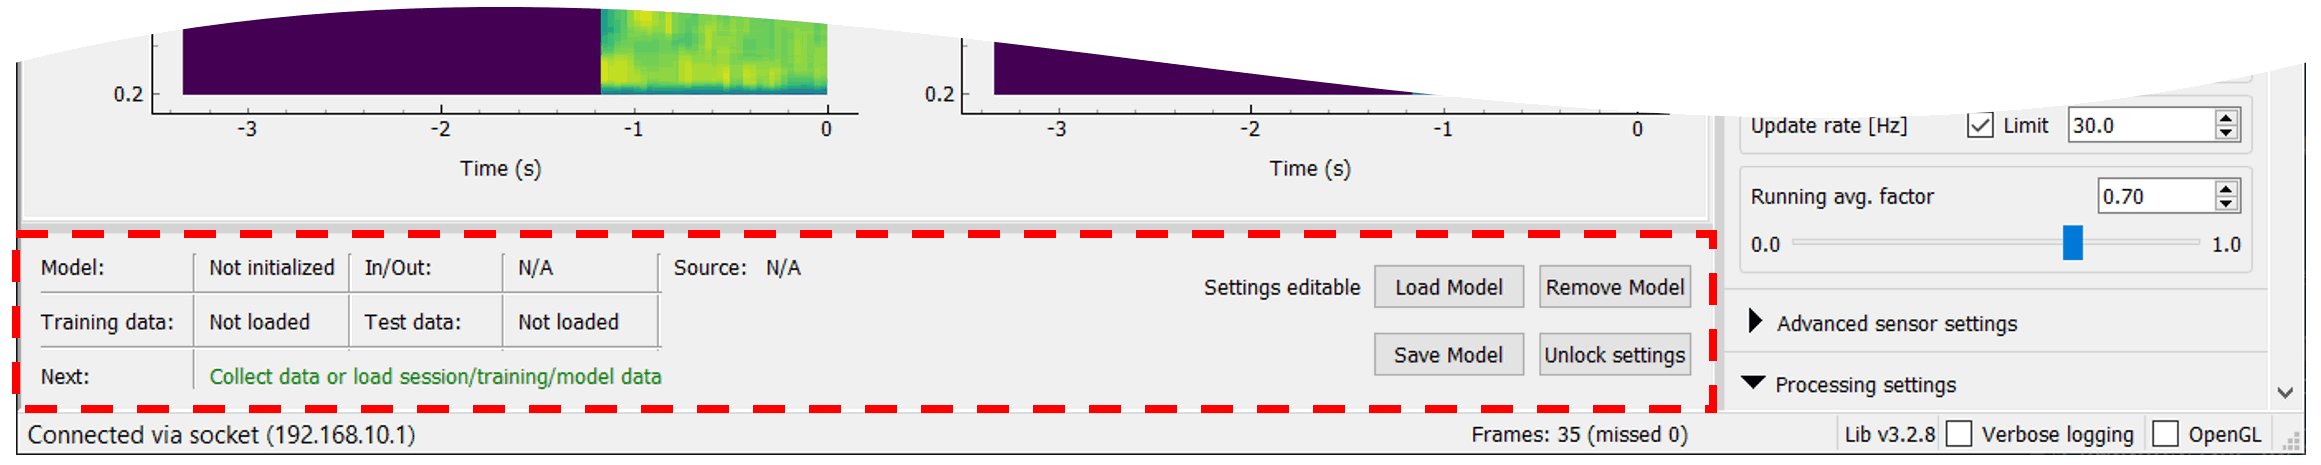 0.2
-3 -2 -1 0
Time (s)
0.2
-3 -2 -1 0
Time (s)
Update rate [Hz] Limit 30.0
Running avg. factor 0.70
0.0 1.0
Advanced sensor settings
Processing settings
Model: Not initialized In/Out: N/A Source: N/A
Training data: Not loaded Test data: Not loaded
Next: Collect data or load session/training/model data
Settings editable Load Model Remove Model
Save Model Unlock settings
Connected via socket (192.168.10.1) Frames: 35 (missed 0) Lib v3.2.8 Verbose logging OpenGL